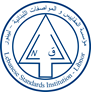 مؤسسة المقاييس والمواصفات اللبنانية - ليبنور
ن ق
Lebanese Standards Institution - Libnor